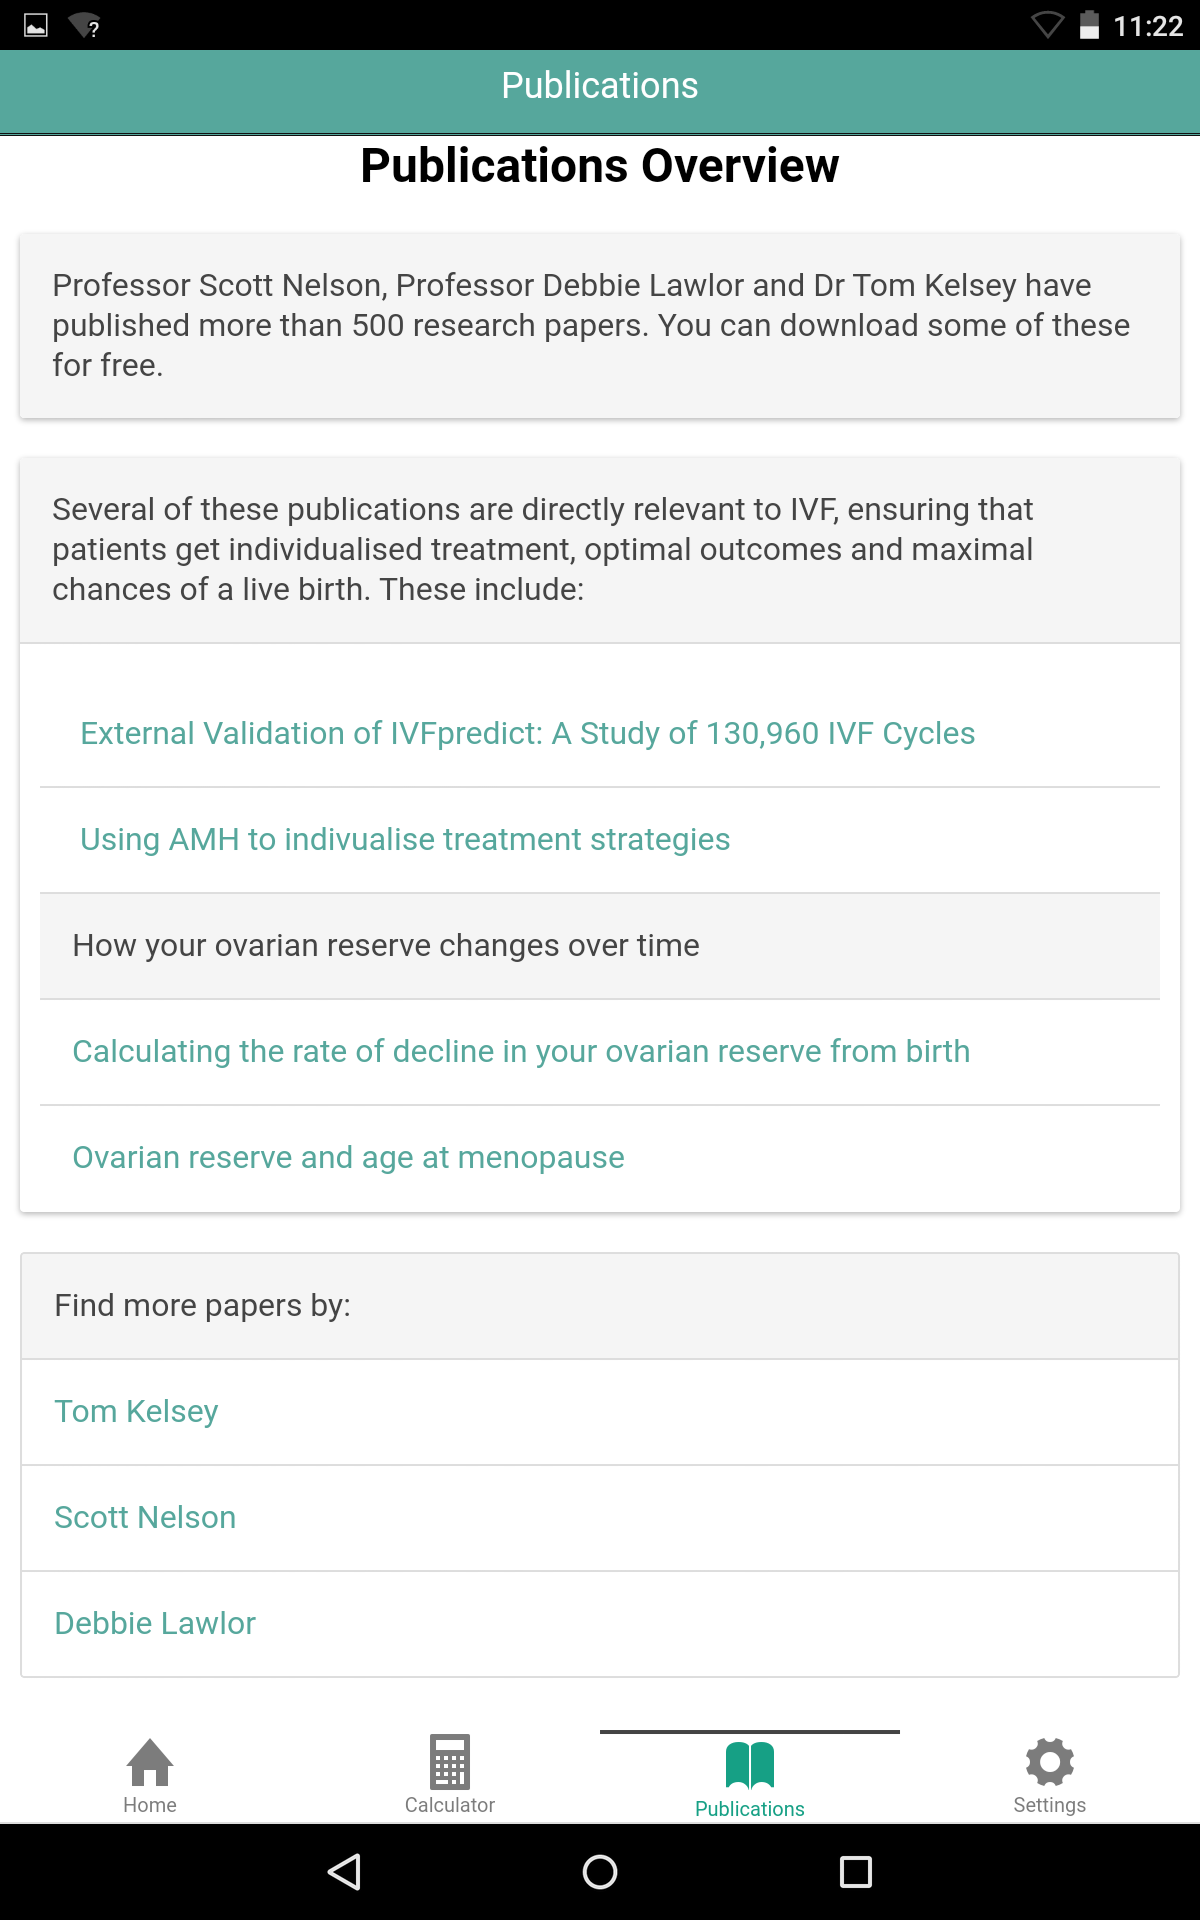 11:22
Publications
Publications Overview
Professor Scott Nelson, Professor Debbie Lawlor and Dr Tom Kelsey have
published more than 500 research papers. You can download some of these
for free.
Several of these publications are directly relevant to IVF, ensuring that
patients get individualised treatment, optimal outcomes and maximal
chances of a live birth. These include:
External Validation of IVFpredict: A Study of 130,960 IVF Cycles
Using AMH to indivualise treatment strategies
How your ovarian reserve changes over time
Calculating the rate of decline in your ovarian reserve from birth
Ovarian reserve and age at menopause
Find more papers by:
Tom Kelsey
Scott Nelson
Debbie Lawlor
Home
Calculator
Publications
Settings